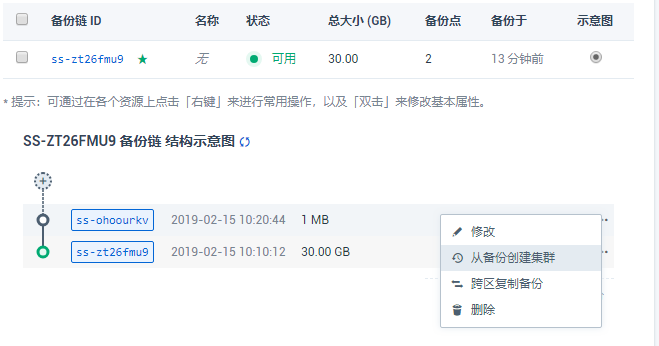 备份链 ID 名称 状态 总大小 (GB) 备份点 备份于 示意图
ss-zt26fmu9 ★ 无 可用 30.00 2 13 分钟前
* 提示：可通过在各个资源上点击「右键」来进行常用操作，以及「双击」来修改基本属性。
SS-ZT26FMU9 备份链 结构示意图
ss-ohoourkv 2019-02-15 10:20:44 1 MB
ss-zt26fmu9 2019-02-15 10:10:12 30.00 GB
修改
从备份创建集群
跨区复制备份
删除